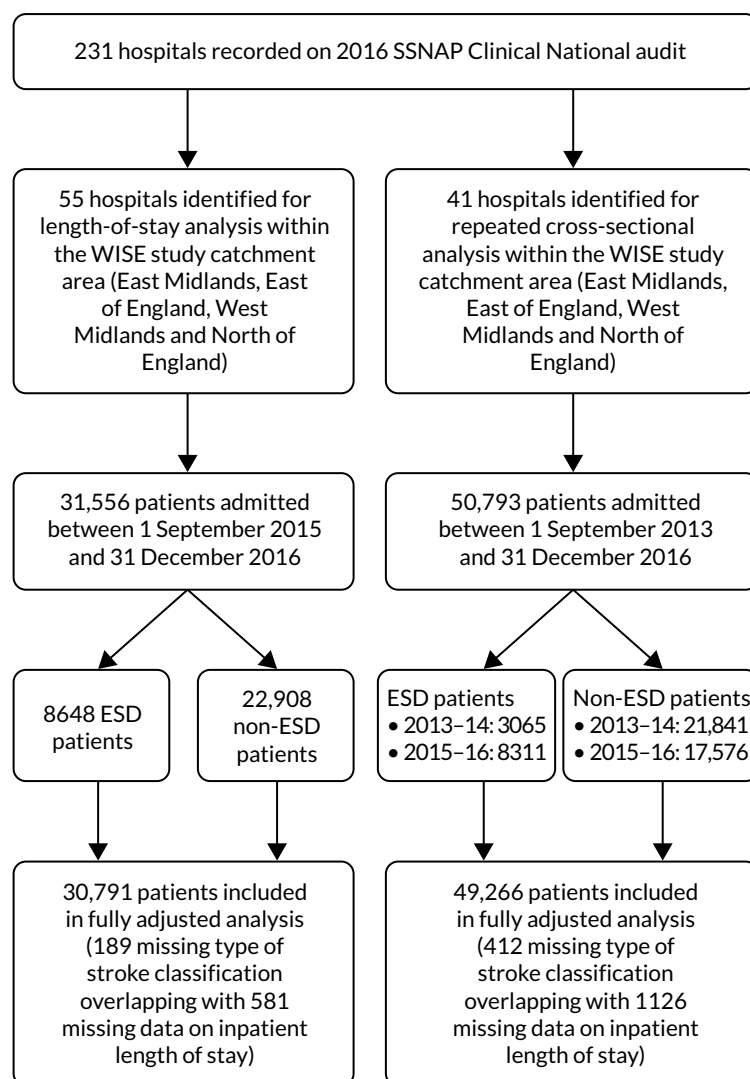 231 hospitals recorded on 2016 SSNAP Clinical National audit
55 hospitals identified for
length-of-stay analysis within
the WISE study catchment
area (East Midlands, East
of England, West
Midlands and North of
England)
41 hospitals identified for
repeated cross-sectional
analysis within the WISE study
catchment area (East Midlands,
East of England, West
Midlands and North of
England)
31,556 patients admitted
between 1 September 2015
and 31 December 2016
50,793 patients admitted
between 1 September 2013
and 31 December 2016
8648 ESD
patients
22,908
non-ESD
patients
ESD patients
• 2013–14: 3065
• 2015–16: 8311
Non-ESD patients
• 2013–14: 21,841
• 2015–16: 17,576
30,791 patients included
in fully adjusted analysis
(189 missing type of
stroke classification
overlapping with 581
missing data on inpatient
length of stay)
49,266 patients included
in fully adjusted analysis
(412 missing type of
stroke classification
overlapping with 1126
missing data on inpatient
length of stay)